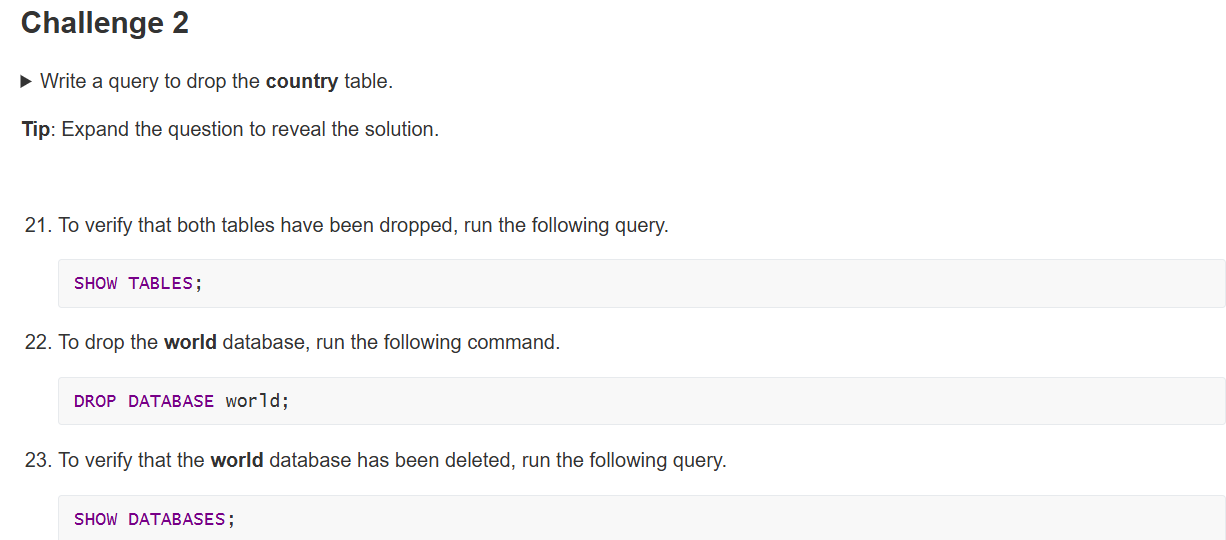 Challenge 2
▶ Write a query to drop the country table.
Tip: Expand the question to reveal the solution.
21. To verify that both tables have been dropped, run the following query.
SHOW TABLES;
22. To drop the world database, run the following command.
DROP DATABASE world;
23. To verify that the world database has been deleted, run the following query.
SHOW DATABASES;